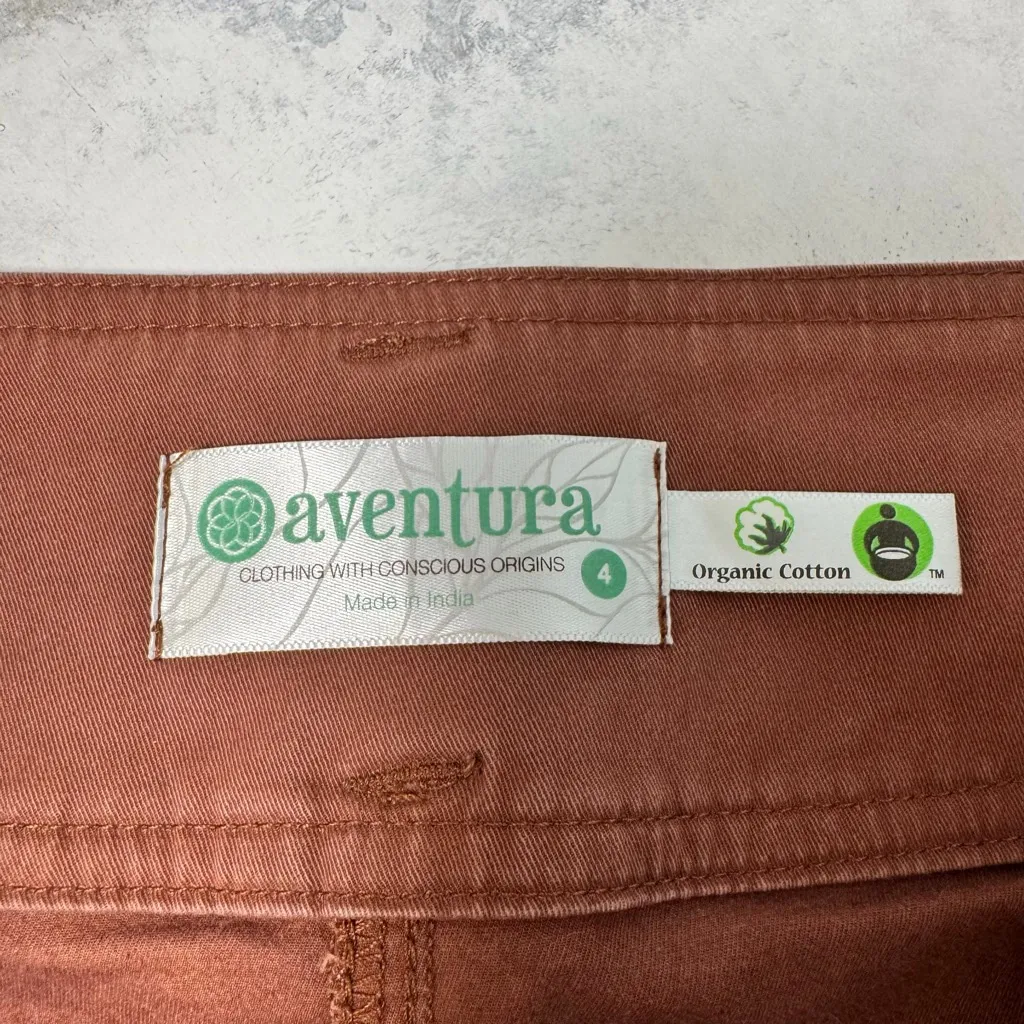 aventura
CLOTHING WITH CONSCIOUS ORIGINS
4
Made in India
Organic Cotton
TM